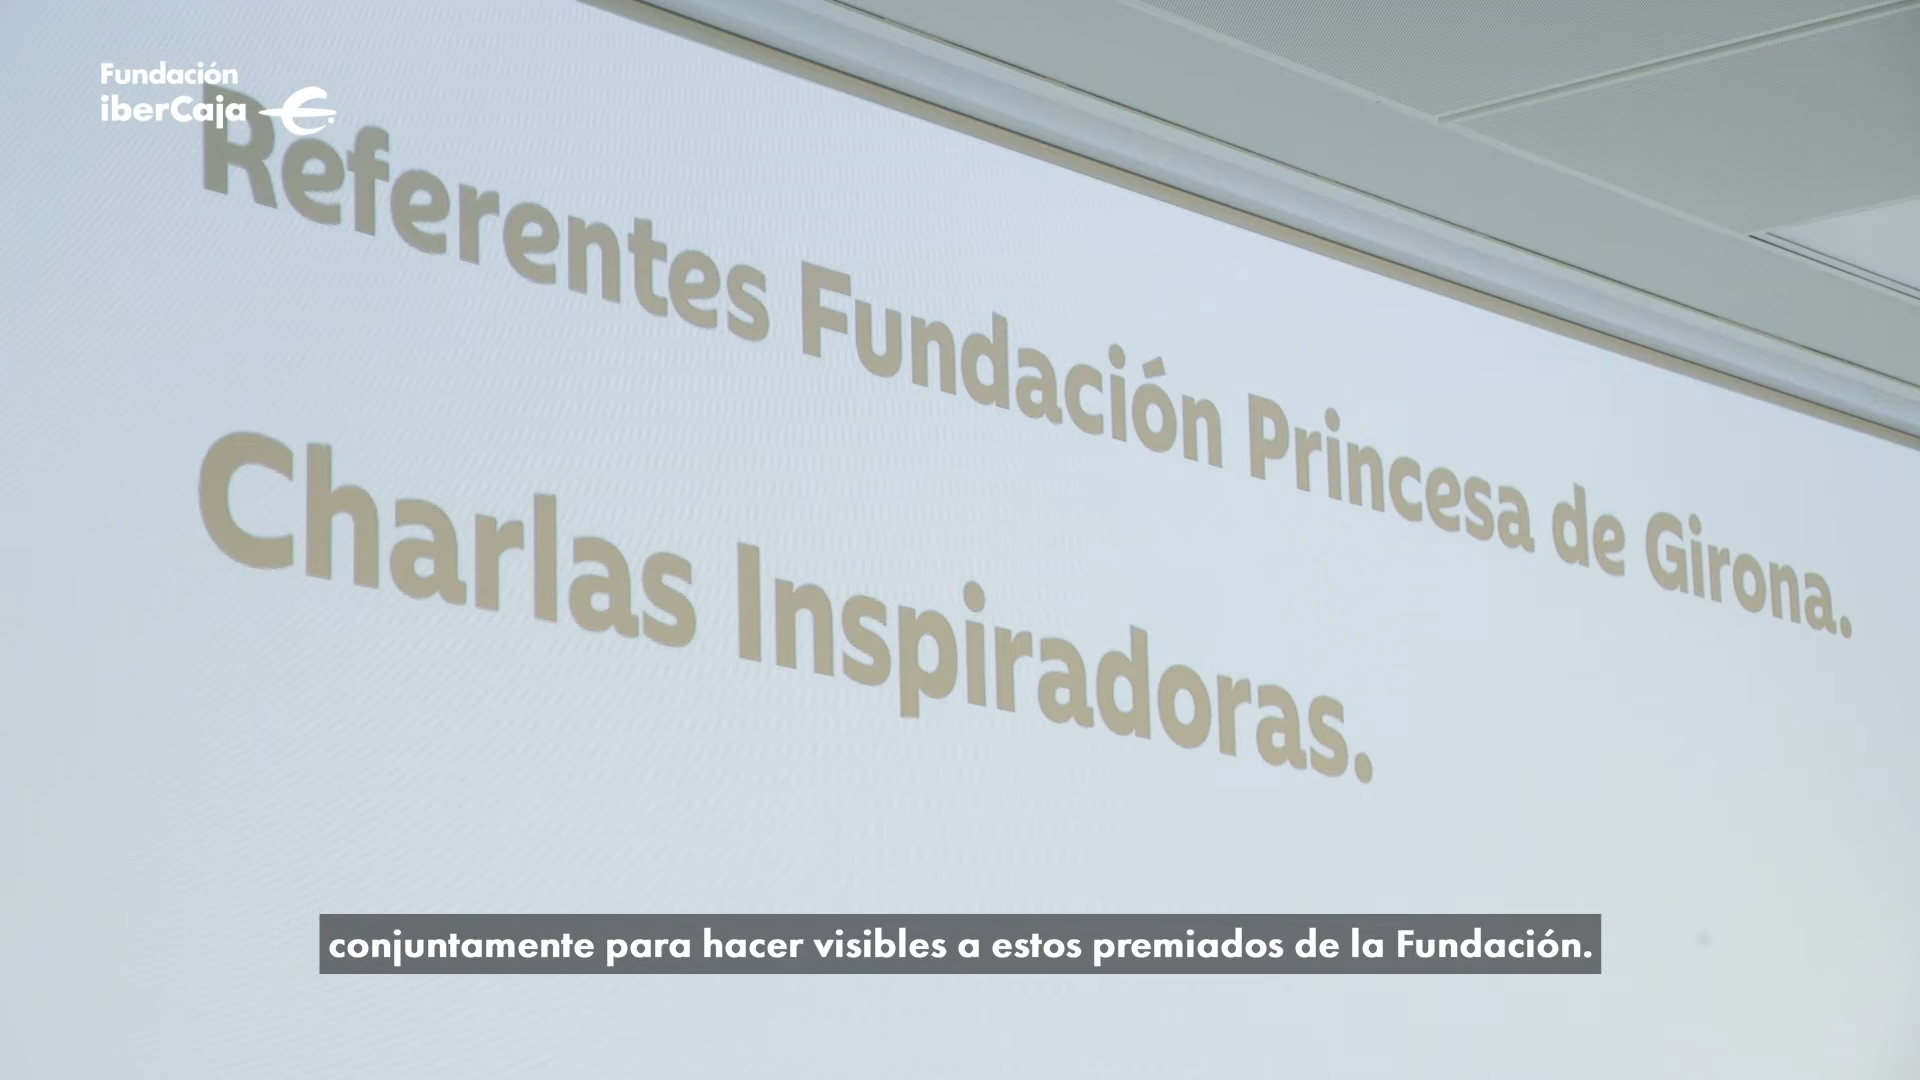 Fundación
iberCaja
Referentes Fundación Princesa de Girona.
Charlas Inspiradoras.
conjuntamente para hacer visibles a estos premiados de la Fundación.